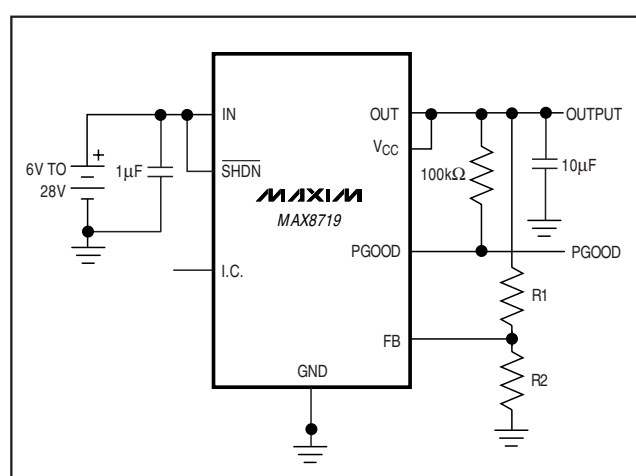 IN
OUT
OUTPUT
VCC
6V TO
28V
+
1µF
SHDN
MAXIM
MAX8719
100kΩ
10µF
PGOOD
PGOOD
I.C.
R1
FB
R2
GND